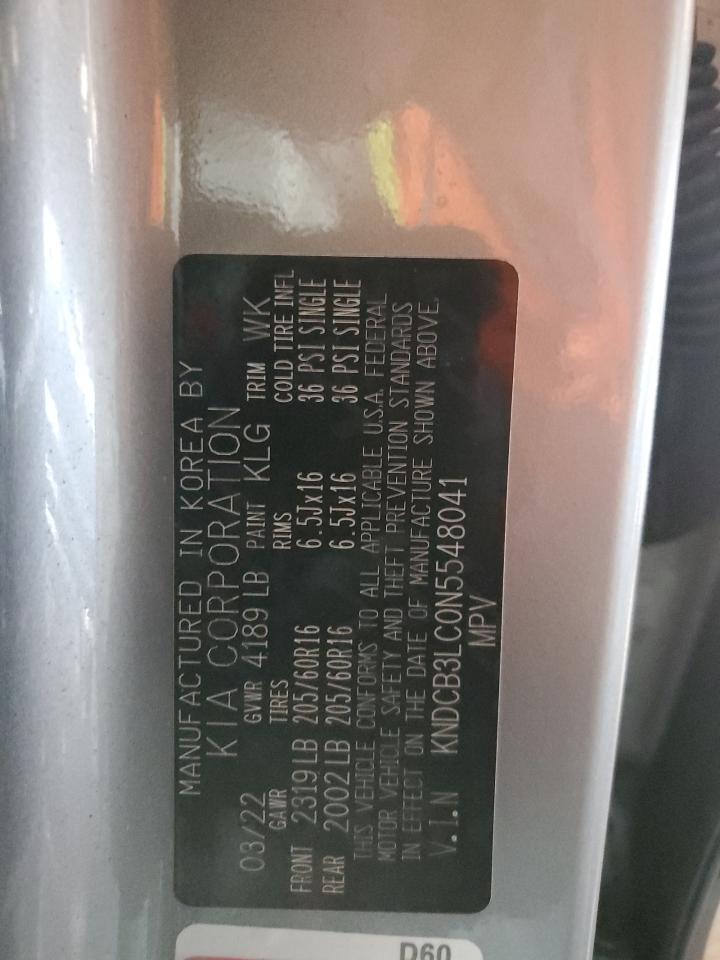 MANUFACTURED IN KOREA BY
KIA CORPORATION
03/22 GVWR 4189 LB PAINT KLG TRIM WK
GAWR TIRES RIMS COLD TIRE INFL
FRONT 2319 LB 205/60R16 6.5Jx16 36 PSI SINGLE
REAR 2002 LB 205/60R16 6.5Jx16 36 PSI SINGLE
THIS VEHICLE CONFORMS TO ALL APPLICABLE U.S.A. FEDERAL
MOTOR VEHICLE SAFETY AND THEFT PREVENTION STANDARDS
IN EFFECT ON THE DATE OF MANUFACTURE SHOWN ABOVE.
V.I.N KNDCB3LC0N5548041
MPV
D60